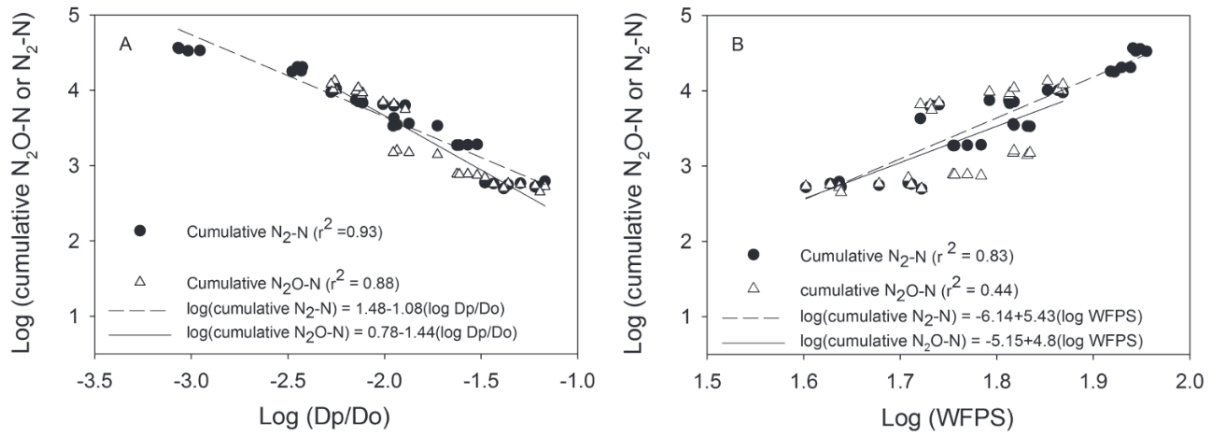 A
Log (cumulative N₂O-N or N₂-N)
5
4
3
2
1
Cumulative N₂-N (r² =0.93)
Cumulative N₂O-N (r² = 0.88)
log(cumulative N₂-N) = 1.48-1.08(log Dp/Do)
log(cumulative N₂O-N) = 0.78-1.44(log Dp/Do)
-3.5 -3.0 -2.5 -2.0 -1.5 -1.0
Log (Dp/Do)
B
Log (cumulative N₂O-N or N₂-N)
5
4
3
2
1
Cumulative N₂-N (r² = 0.83)
cumulative N₂O-N (r² = 0.44)
log(cumulative N₂-N) = -6.14+5.43(log WFPS)
log(cumulative N₂O-N) = -5.15+4.8(log WFPS)
1.5 1.6 1.7 1.8 1.9 2.0
Log (WFPS)